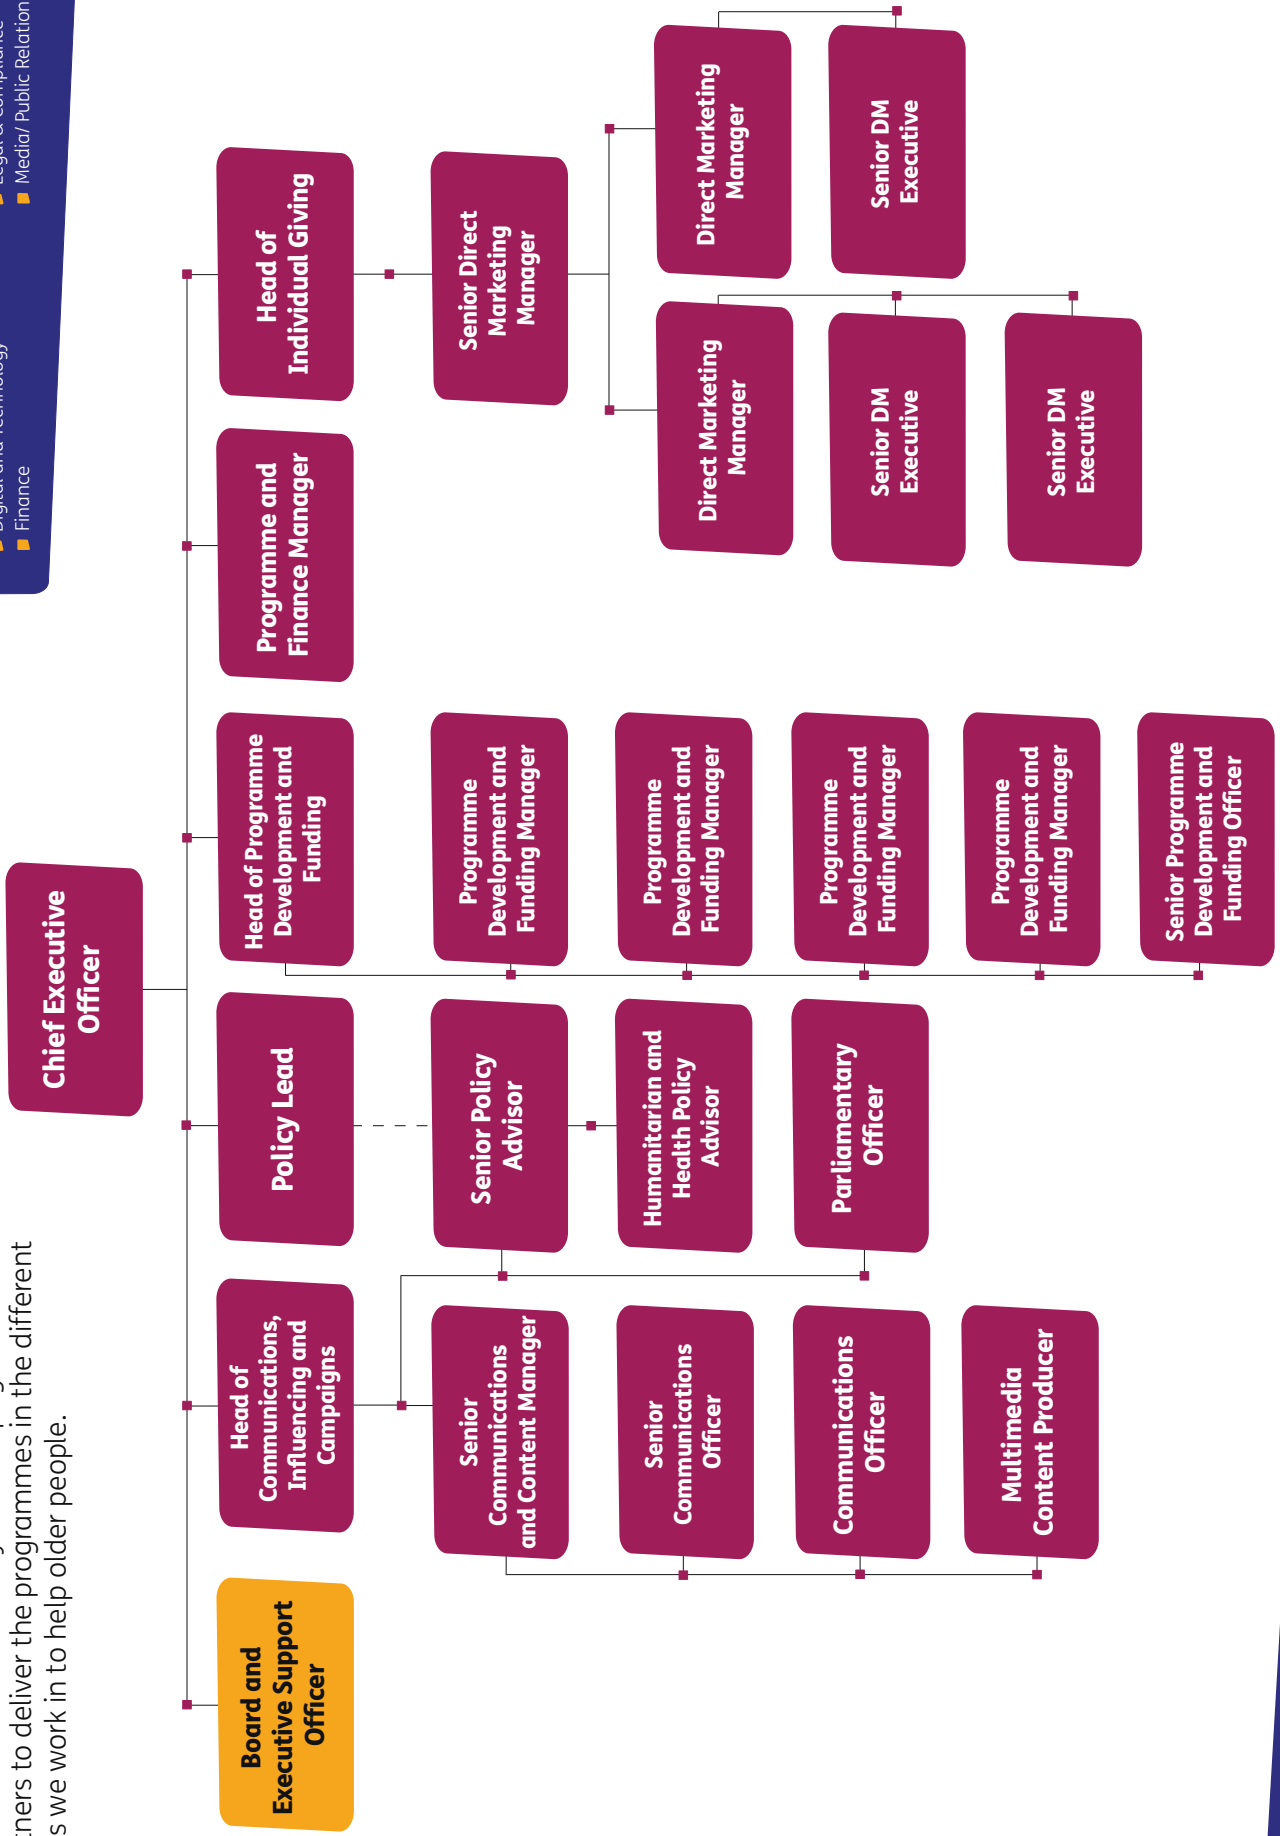 to deliver the programmes in the different
we work in to help older people.
Finance
Media/ Public Relation
Chief Executive
Officer
Board and
Executive Support
Officer
Head of
Communications,
Influencing and
Campaigns
Policy Lead
Head of Programme
Development and
Funding
Programme and
Finance Manager
Head of
Individual Giving
Senior
Communications
and Content Manager
Senior
Communications
Officer
Communications
Officer
Multimedia
Content Producer
Senior Policy
Advisor
Humanitarian and
Health Policy
Advisor
Parliamentary
Officer
Programme
Development and
Funding Manager
Programme
Development and
Funding Manager
Programme
Development and
Funding Manager
Programme
Development and
Funding Manager
Senior Programme
Development and
Funding Officer
Senior Direct
Marketing
Manager
Direct Marketing
Manager
Senior DM
Executive
Senior DM
Executive
Direct Marketing
Manager
Senior DM
Executive